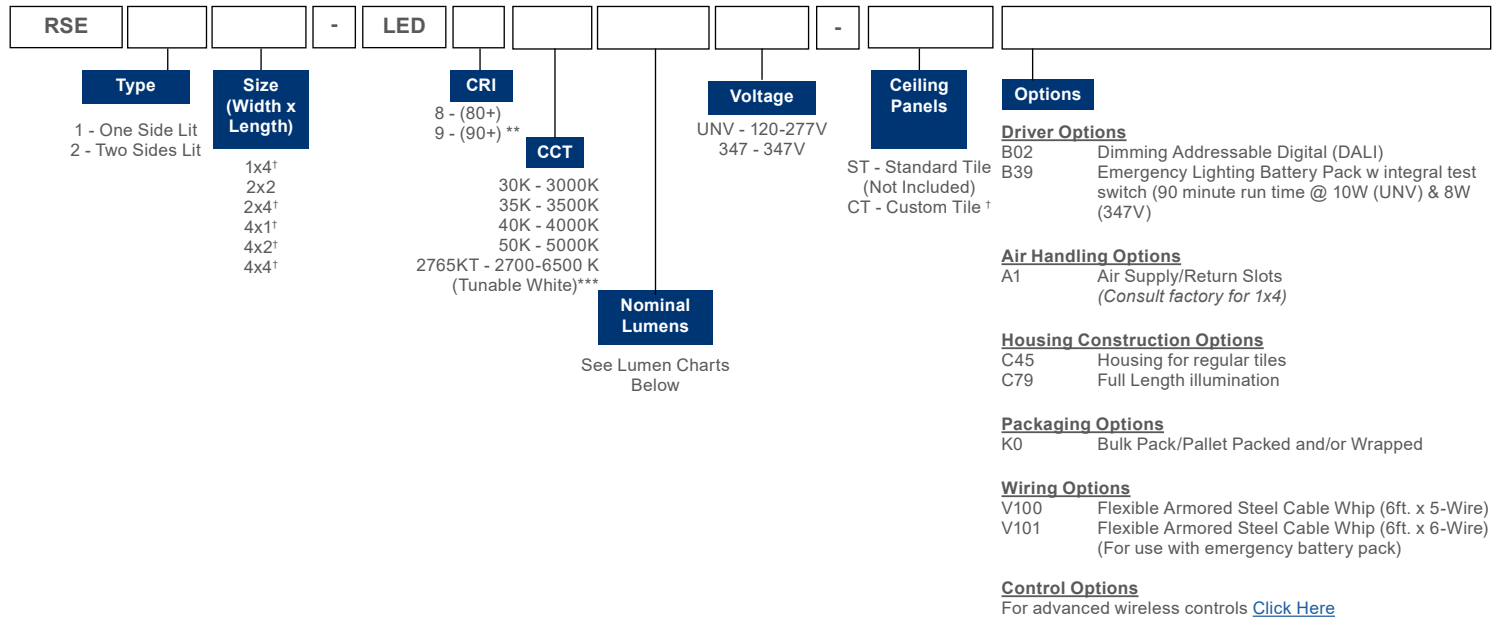 RSE - LED -
Type
1 - One Side Lit
2 - Two Sides Lit
Size
(Width x
Length)
1x4†
2x2
2x4†
4x1†
4x2†
4x4†
CRI
8 - (80+)
9 - (90+) **
CCT
30K - 3000K
35K - 3500K
40K - 4000K
50K - 5000K
2765KT - 2700-6500 K
(Tunable White)***
Nominal
Lumens
See Lumen Charts
Below
Voltage
UNV - 120-277V
347 - 347V
Ceiling
Panels
ST - Standard Tile
(Not Included)
CT - Custom Tile †
Options
Driver Options
B02 Dimming Addressable Digital (DALI)
B39 Emergency Lighting Battery Pack w integral test
switch (90 minute run time @ 10W (UNV) & 8W
(347V)
Air Handling Options
A1 Air Supply/Return Slots
(Consult factory for 1x4)
Housing Construction Options
C45 Housing for regular tiles
C79 Full Length illumination
Packaging Options
K0 Bulk Pack/Pallet Packed and/or Wrapped
Wiring Options
V100 Flexible Armored Steel Cable Whip (6ft. x 5-Wire)
V101 Flexible Armored Steel Cable Whip (6ft. x 6-Wire)
(For use with emergency battery pack)
Control Options
For advanced wireless controls Click Here